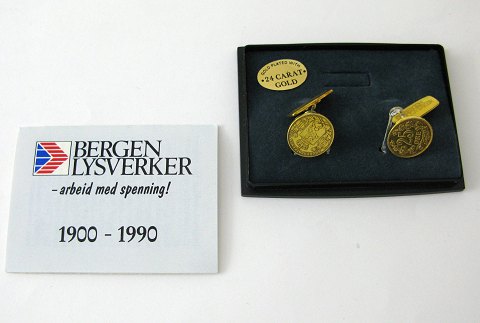 BERGEN
LYSVERKER
- arbeid med spenning!
1900 - 1990
GOLD PLATED WITH
24 CARAT
GOLD